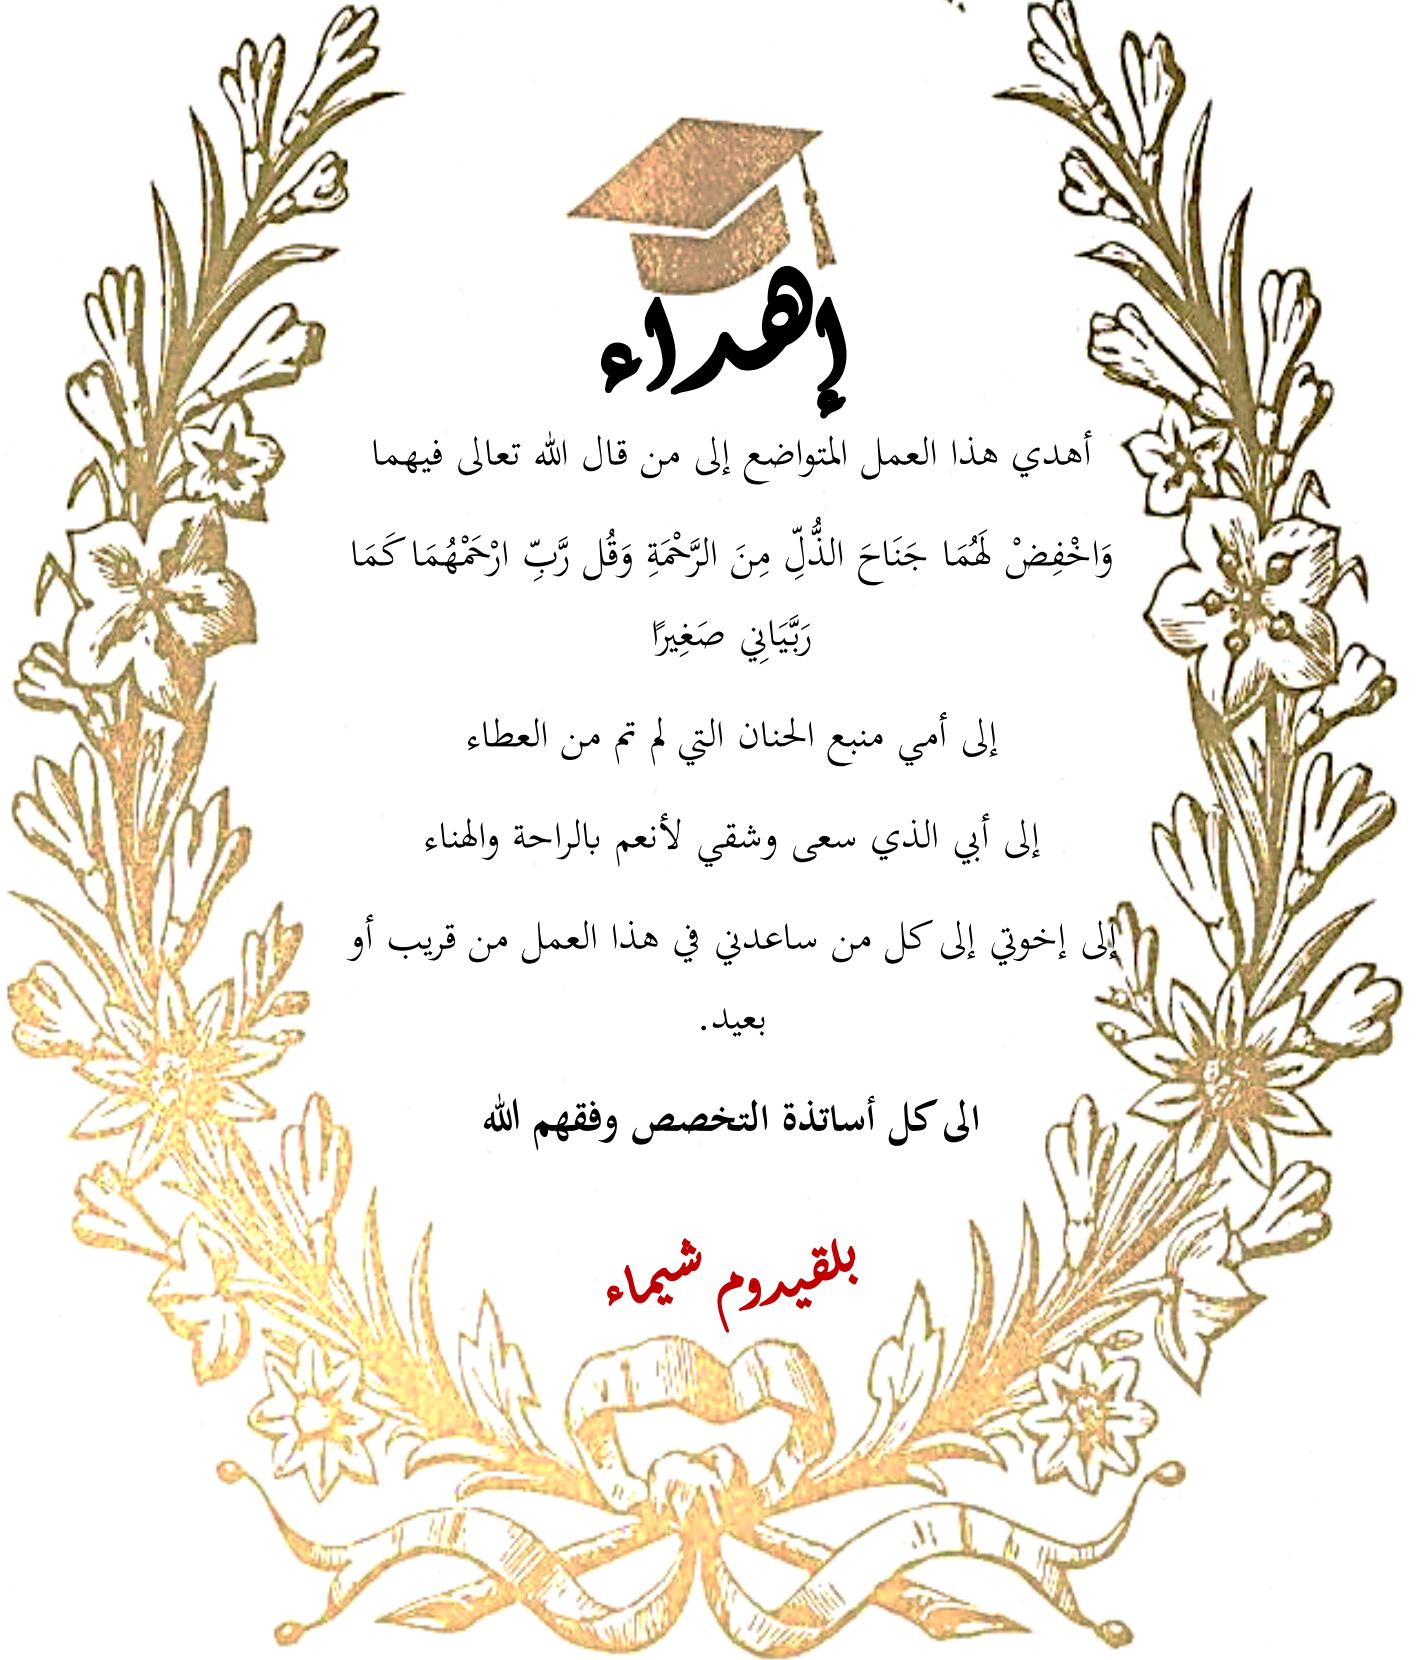 إهداء
أهدي هذا العمل المتواضع إلى من قال الله تعالى فيهما
وَاخْفِضْ لَهُمَا جَنَاحَ الذُّلِّ مِنَ الرَّحْمَةِ وَقُل رَّبِّ ارْحَمْهُمَا كَمَا
رَبَّيَانِي صَغِيرًا
إلى أمي منبع الحنان التي لم تم من العطاء
إلى أبي الذي سعى وشقي لأنعم بالراحة والهناء
إلى إخوتي إلى كل من ساعدني في هذا العمل من قريب أو
بعيد.
الى كل أساتذة التخصص وفقهم الله
بلقيدوم شيماء